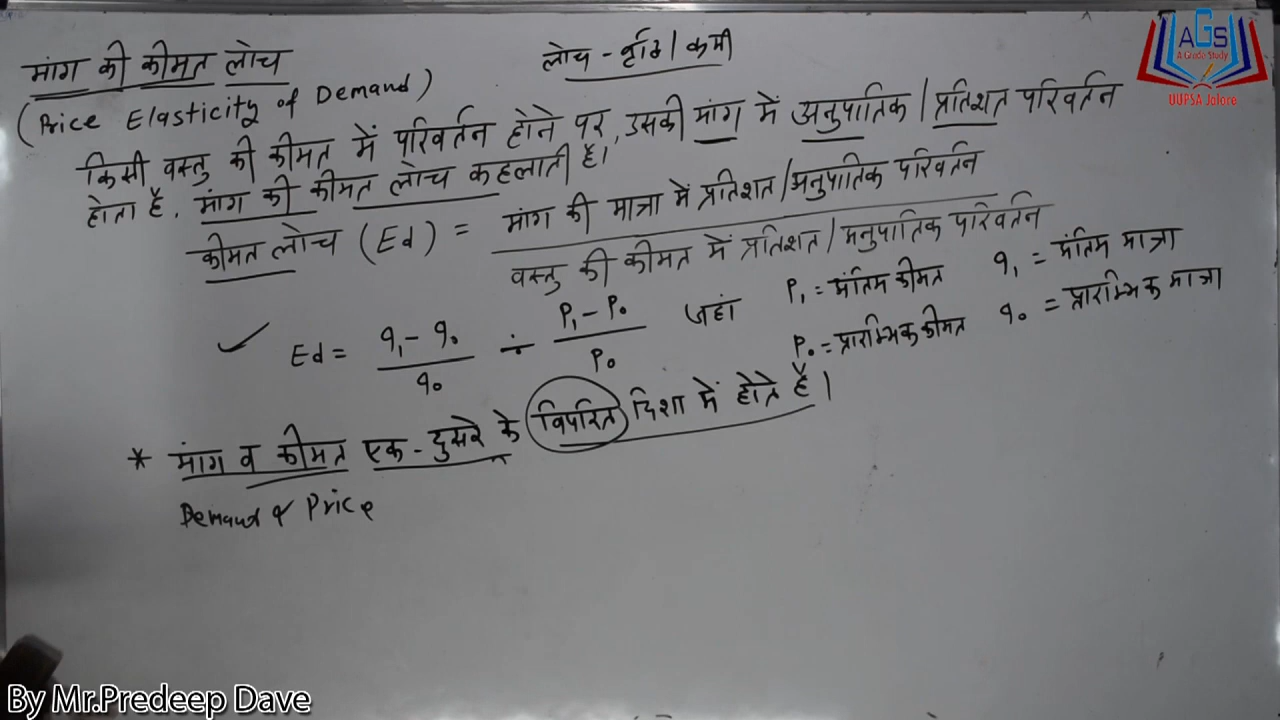 मांग की कीमत लोच
लोच - वृद्धि / कमी
(Price Elasticity of Demand)
किसी वस्तु की कीमत में परिवर्तन होने पर, उसकी मांग में अनुपातिक / प्रतिशत परिवर्तन
होता है. मांग की कीमत लोच कहलाती है।
कीमत लोच (Ed) = मांग की मात्रा में प्रतिशत/अनुपातिक परिवर्तन
वस्तु की कीमत में प्रतिशत/अनुपातिक परिवर्तन
Ed = q₁ - q₀ / q₀ ÷ P₁ - P₀ / P₀ जहां
P₁ = अंतिम कीमत q₁ = अंतिम मात्रा
P₀ = प्रारम्भिक कीमत q₀ = प्रारम्भिक मात्रा
* मांग व कीमत एक - दुसरे के विपरित दिशा में होते है।
Demand & Price
AGS
A Grade Study
UUPSA Jalore
By Mr.Predeep Dave